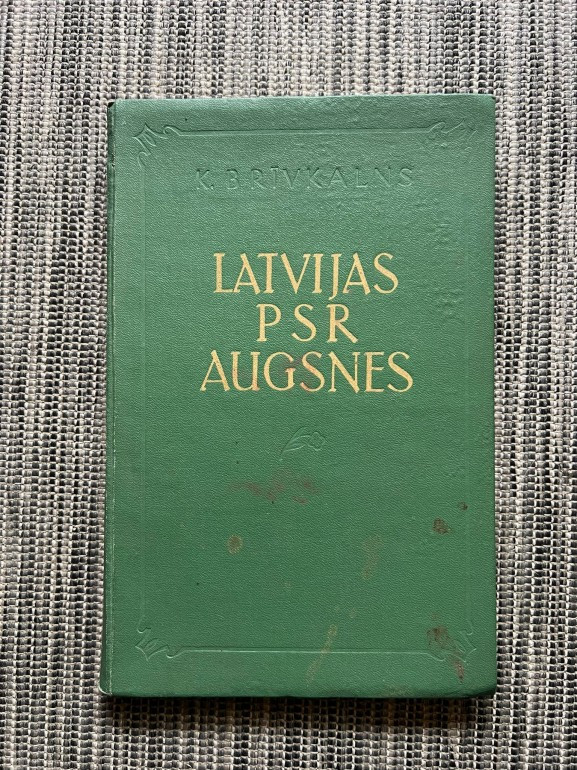 K. BRĪVKALNS
LATVIJAS
PSR
AUGSNES